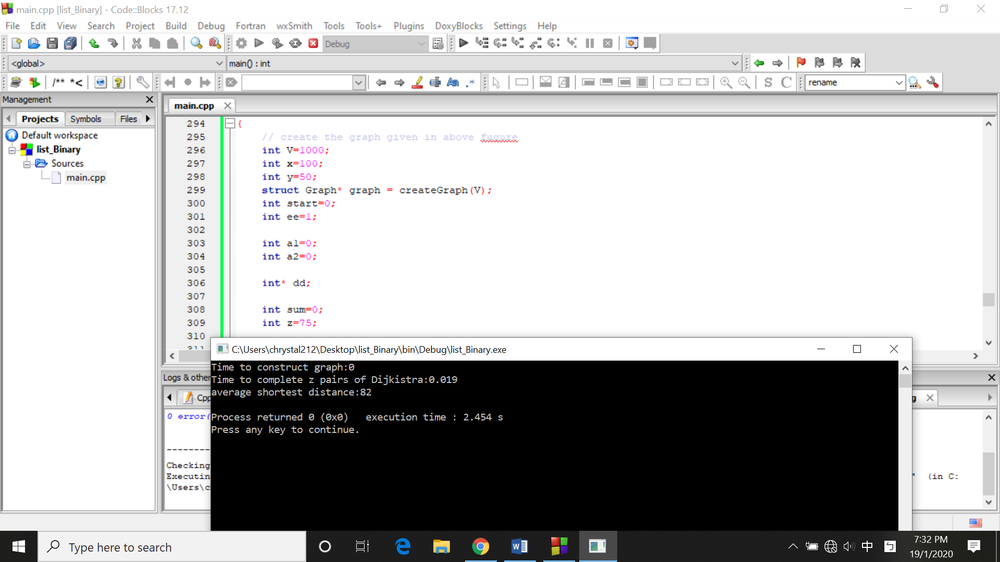 main.cpp [list_Binary] - Code::Blocks 17.12
File Edit View Search Project Build Debug Fortran wxSmith Tools Tools+ Plugins DoxyBlocks Settings Help
Debug
<global> main() : int
/** *<
S C rename
Management
main.cpp
Projects Symbols Files
Default workspace
list_Binary
Sources
main.cpp
294 {
295 // create the graph given in above fugure
296 int V=1000;
297 int x=100;
298 int y=50;
299 struct Graph* graph = createGraph(V);
300 int start=0;
301 int ee=1;
302
303 int a1=0;
304 int a2=0;
305
306 int* dd;
307
308 int sum=0;
309 int z=75;
310
311
C:\Users\chrystal212\Desktop\list_Binary\bin\Debug\list_Binary.exe
Time to construct graph:0
Time to complete z pairs of Dijkistra:0.019
average shortest distance:82
Process returned 0 (0x0) execution time : 2.454 s
Press any key to continue.
Logs & other
Cpp
g
0 error(
--------
Checking
Executin
" (in C:
\Users\c
Type here to search
中
ㄅ
7:32 PM
19/1/2020